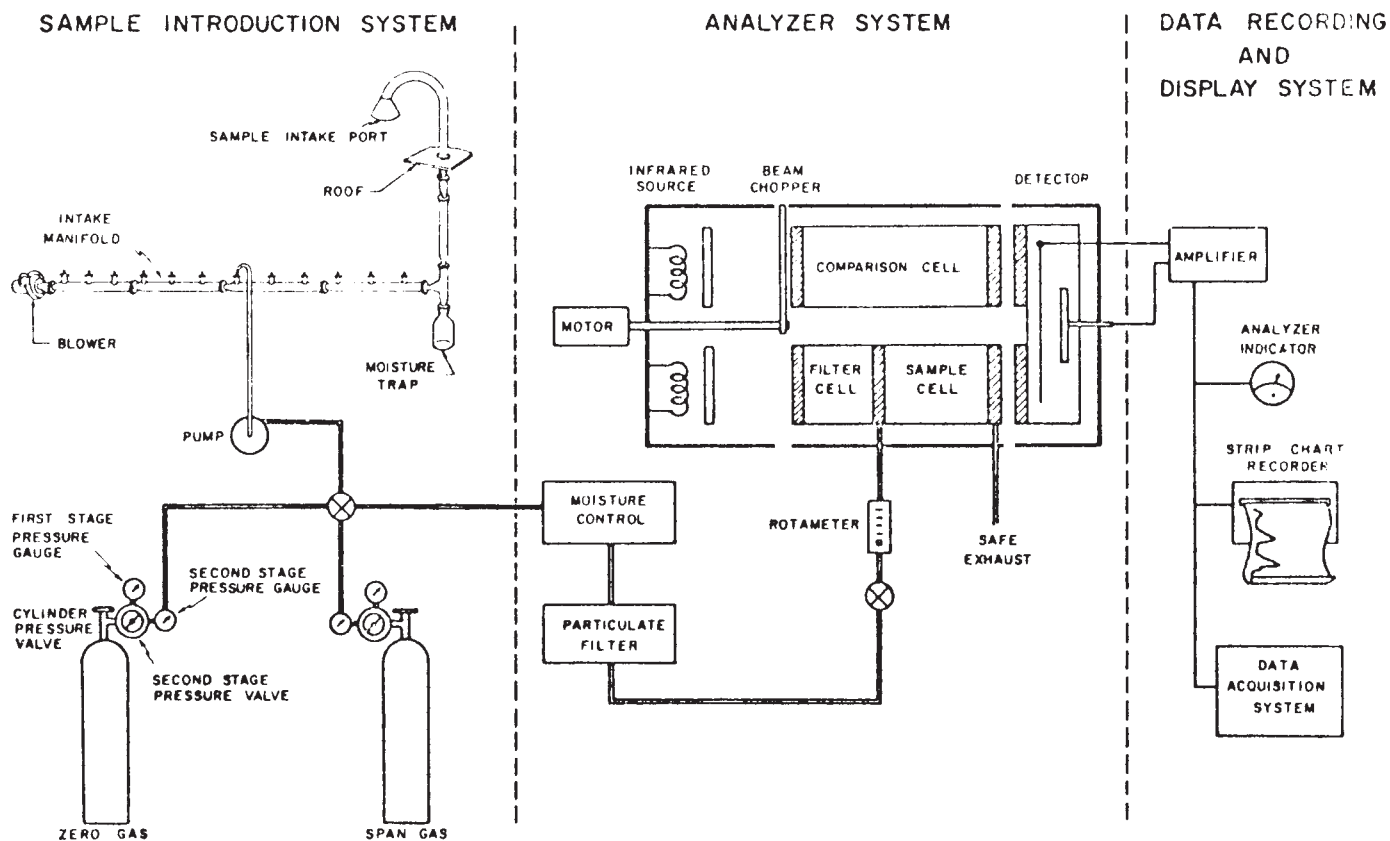 SAMPLE INTRODUCTION SYSTEM
ANALYZER SYSTEM
DATA RECORDING
AND
DISPLAY SYSTEM
SAMPLE INTAKE PORT
ROOF
INTAKE
MANIFOLD
BLOWER
MOISTURE
TRAP
PUMP
FIRST STAGE
PRESSURE
GAUGE
SECOND STAGE
PRESSURE GAUGE
CYLINDER
PRESSURE
VALVE
SECOND STAGE
PRESSURE VALVE
ZERO GAS
SPAN GAS
INFRARED
SOURCE
BEAM
CHOPPER
DETECTOR
COMPARISON CELL
MOTOR
FILTER
CELL
SAMPLE
CELL
MOISTURE
CONTROL
ROTAMETER
SAFE
EXHAUST
PARTICULATE
FILTER
AMPLIFIER
ANALYZER
INDICATOR
STRIP CHART
RECORDER
DATA
ACQUISITION
SYSTEM